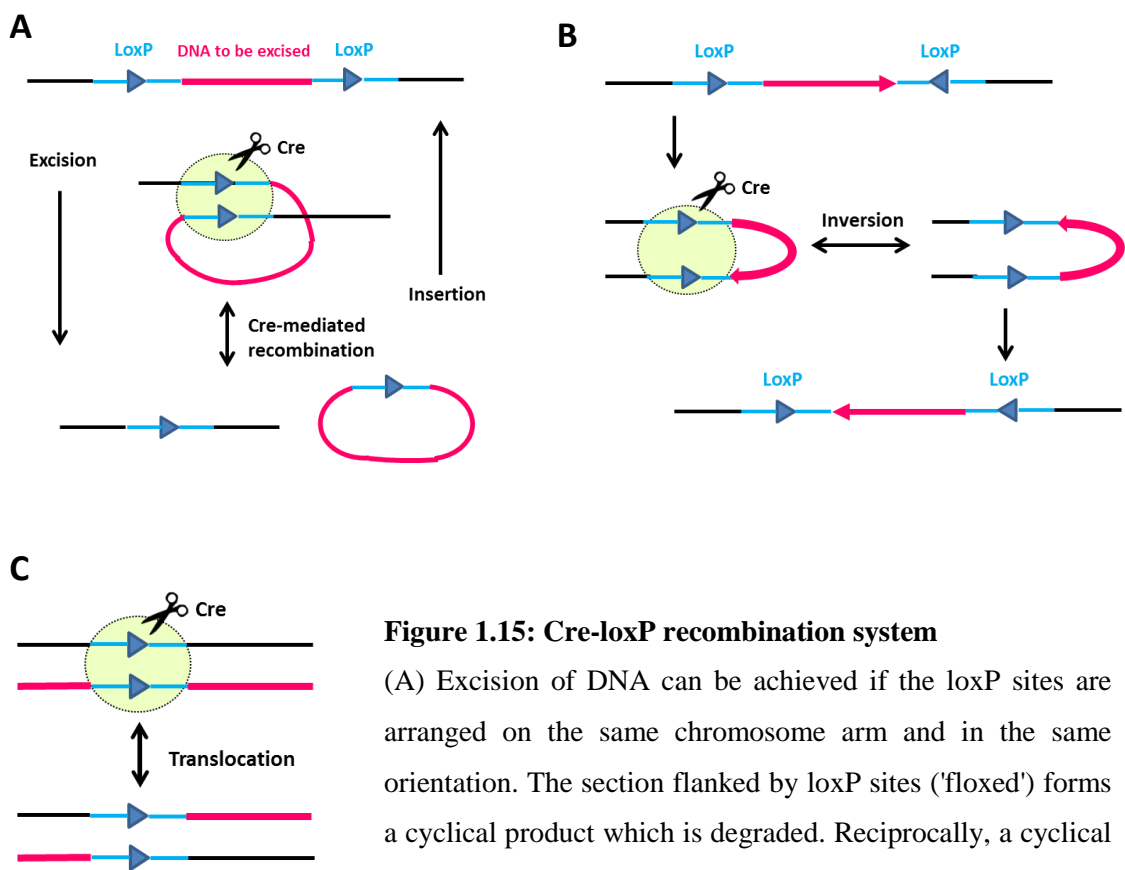 A
LoxP DNA to be excised LoxP
Excision
Cre
Insertion
Cre-mediated
recombination
B
LoxP LoxP
Cre
Inversion
LoxP LoxP
C
Cre
Translocation
Figure 1.15: Cre-loxP recombination system
(A) Excision of DNA can be achieved if the loxP sites are
arranged on the same chromosome arm and in the same
orientation. The section flanked by loxP sites ('floxed') forms
a cyclical product which is degraded. Reciprocally, a cyclical